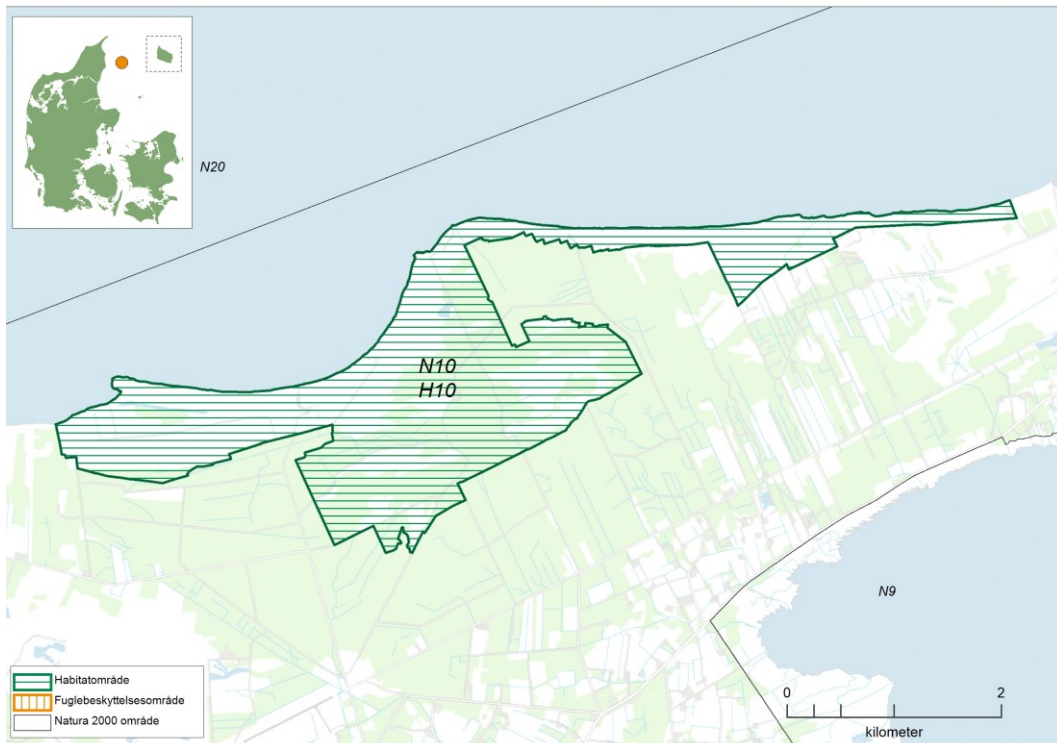 N20
N10
H10
N9
Habitatområde
Fuglebeskyttelsesområde
Natura 2000 område
0 2
kilometer